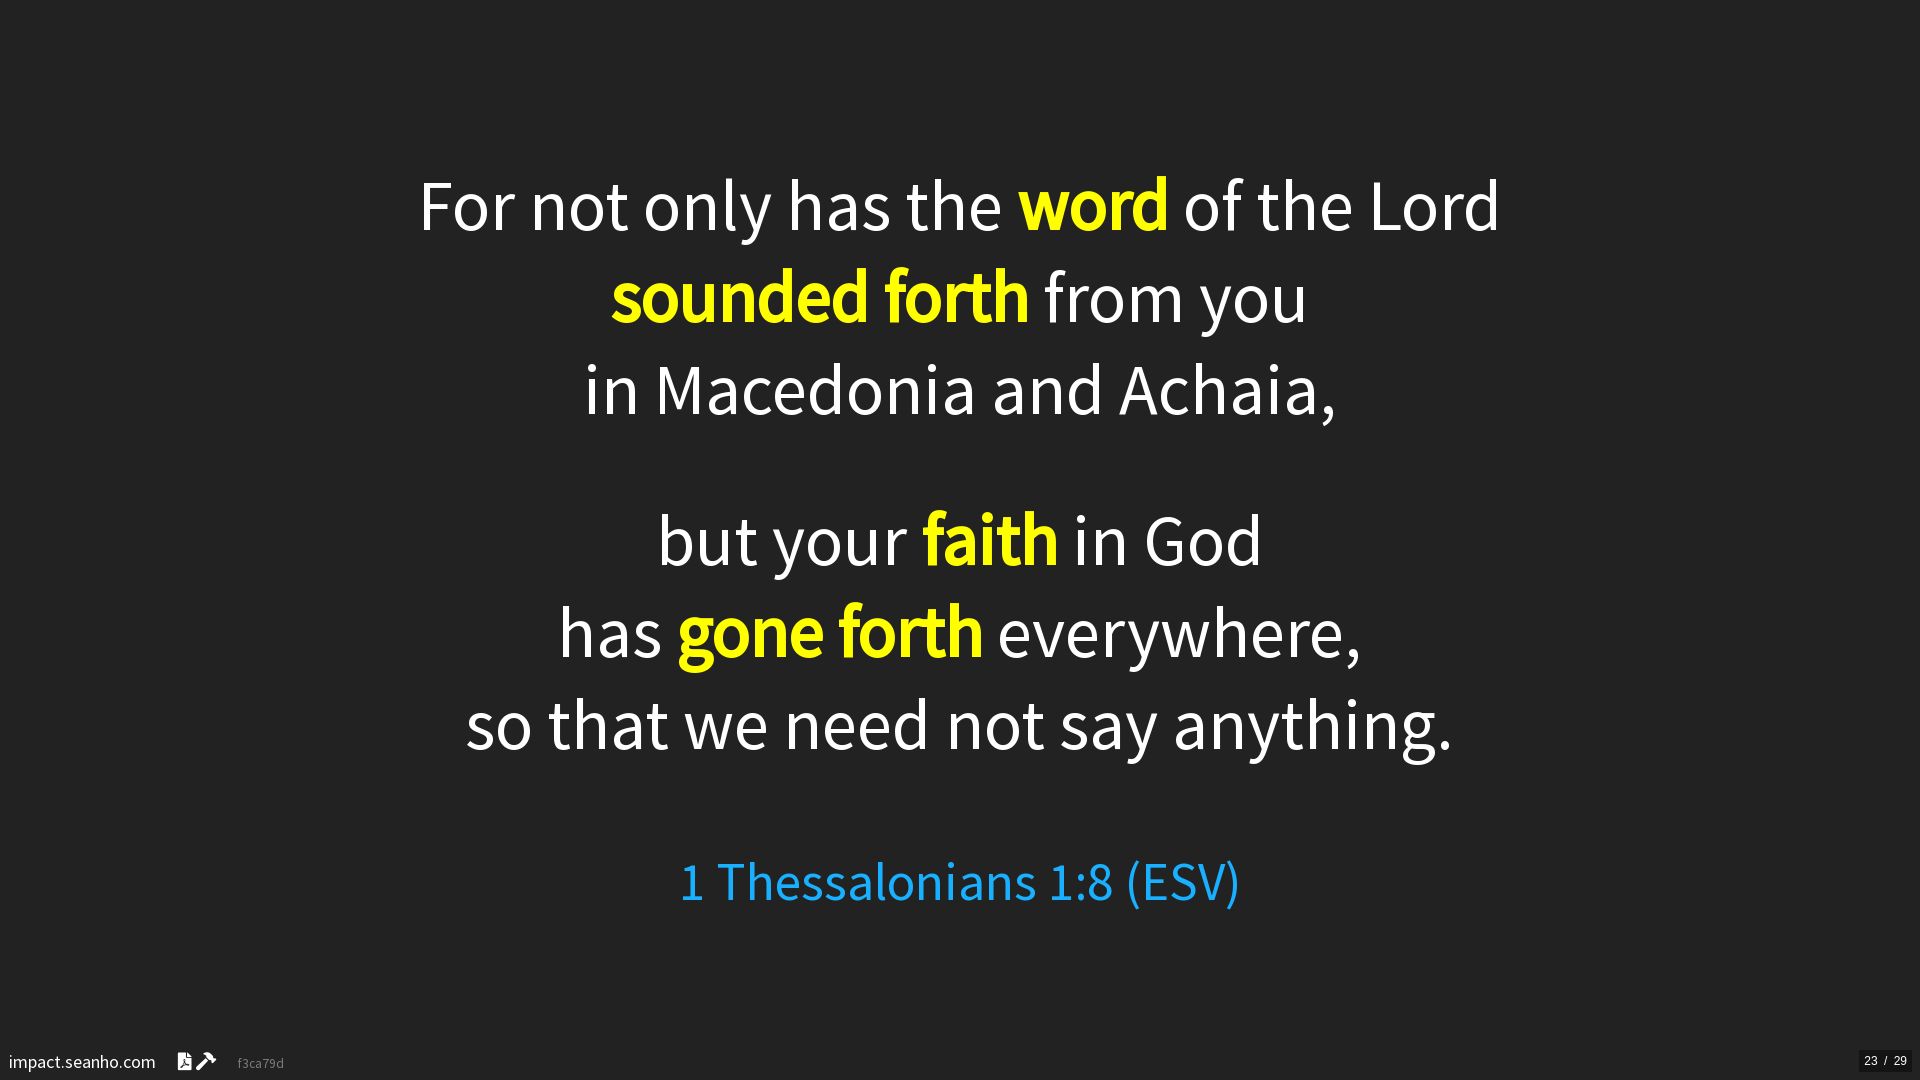 For not only has the word of the Lord
sounded forth from you
in Macedonia and Achaia,
but your faith in God
has gone forth everywhere,
so that we need not say anything.
1 Thessalonians 1:8 (ESV)
impact.seanho.com f3ca79d
23 / 29